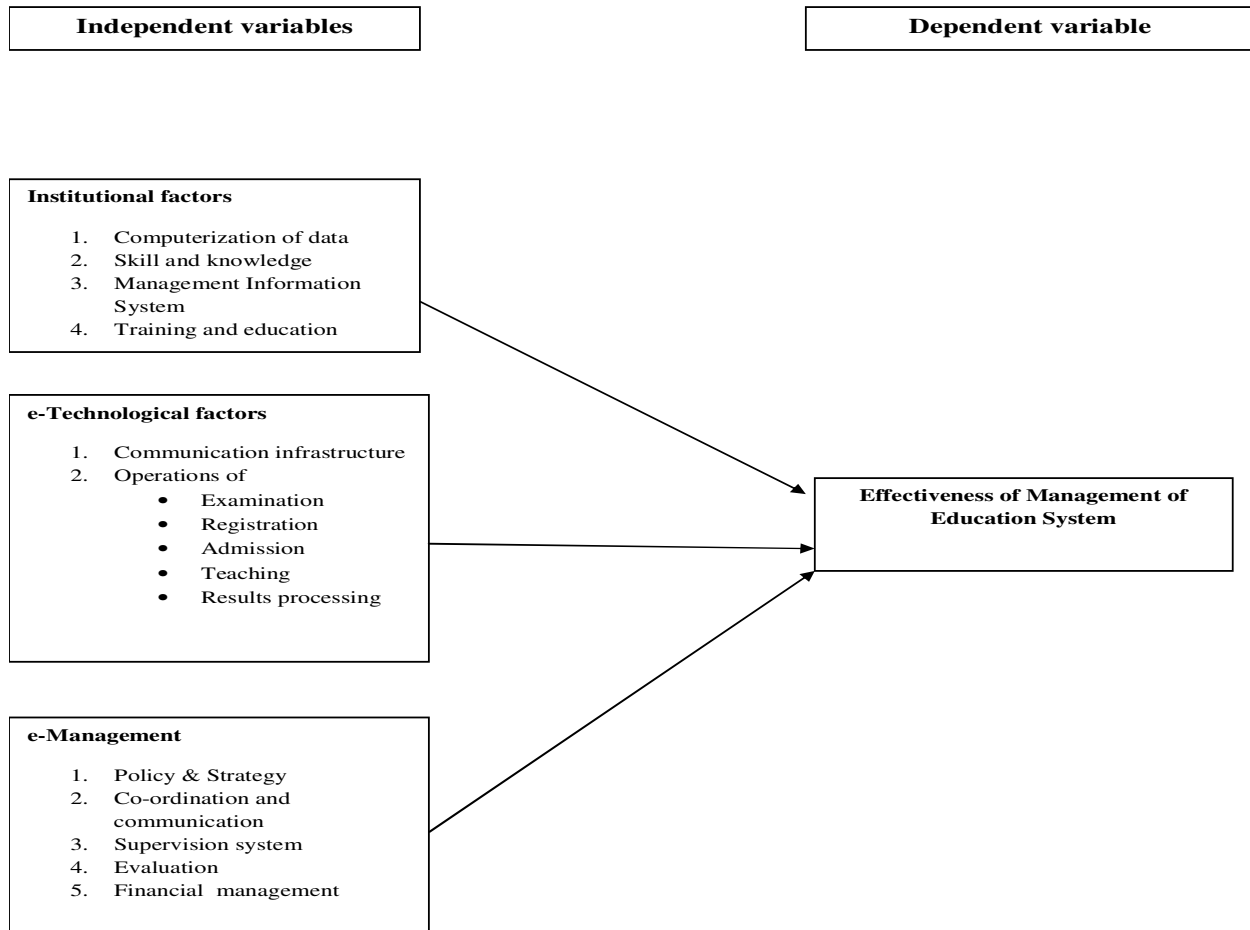 Independent variables
Dependent variable
Institutional factors
1. Computerization of data
2. Skill and knowledge
3. Management Information
System
4. Training and education
e-Technological factors
1. Communication infrastructure
2. Operations of
• Examination
• Registration
• Admission
• Teaching
• Results processing
Effectiveness of Management of
Education System
e-Management
1. Policy & Strategy
2. Co-ordination and
communication
3. Supervision system
4. Evaluation
5. Financial management